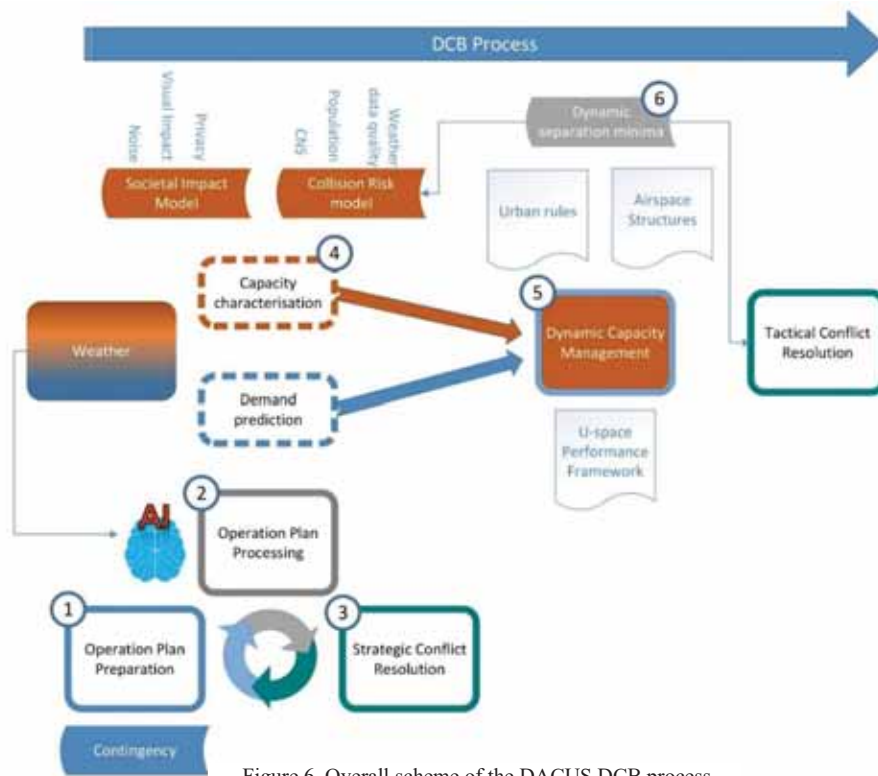 DCB Process
Noise
Visual Impact
Privacy
CNS
Population
data quality
Weather
6
Dynamic
separation minima
Societal Impact
Model
Collision Risk
model
Urban rules
Airspace
Structures
4
Capacity
characterisation
5
Dynamic Capacity
Management
Tactical Conflict
Resolution
Weather
Demand
prediction
U-space
Performance
Framework
2
AI
Operation Plan
Processing
1
Operation Plan
Preparation
3
Strategic Conflict
Resolution
Contingency
Figure 6. Overall scheme of the DACUS DCB process